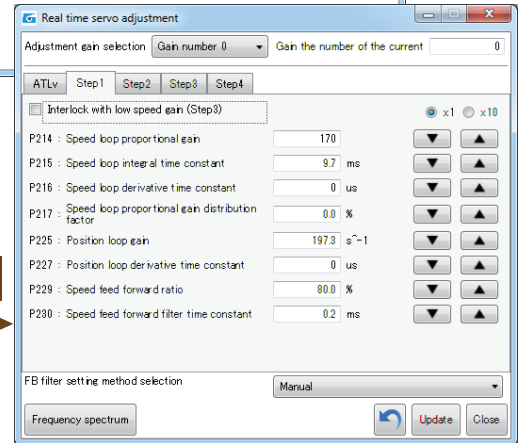 Real time servo adjustment
Adjustment gain selection Gain number 0 Gain the number of the current 0
ATLv Step1 Step2 Step3 Step4
Interlock with low speed gain (Step3) x1 x10
P214 : Speed loop proportional gain 170
P215 : Speed loop integral time constant 9.7 ms
P216 : Speed loop derivative time constant 0 us
P217 : Speed loop proportional gain distribution
factor 0.0 %
P225 : Position loop gain 197.3 s^-1
P227 : Position loop derivative time constant 0 us
P229 : Speed feed forward ratio 80.0 %
P230 : Speed feed forward filter time constant 0.2 ms
FB filter setting method selection Manual
Frequency spectrum Update Close